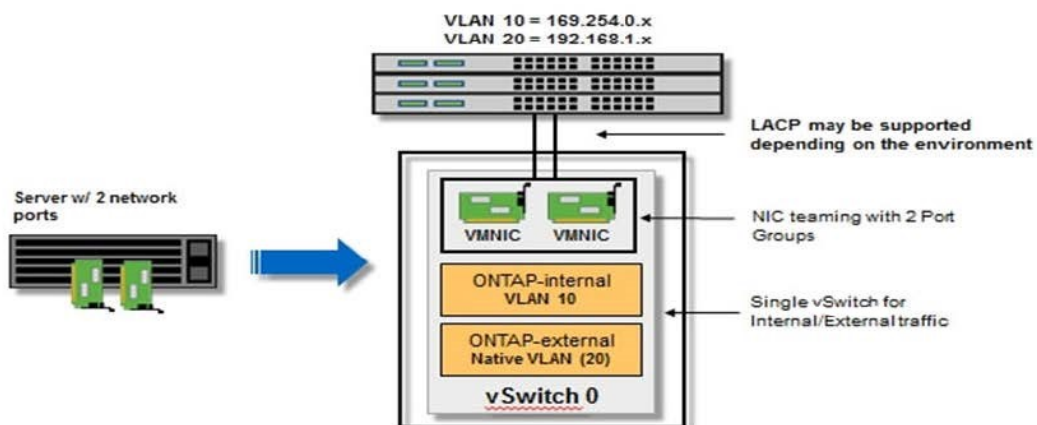 VLAN 10 = 169.254.0.x
VLAN 20 = 192.168.1.x
LACP may be supported
depending on the environment
Server w/ 2 network
ports
VMNIC VMNIC
NIC teaming with 2 Port
Groups
ONTAP-internal
VLAN 10
Single vSwitch for
Internal/External traffic
ONTAP-external
Native VLAN (20)
vSwitch 0